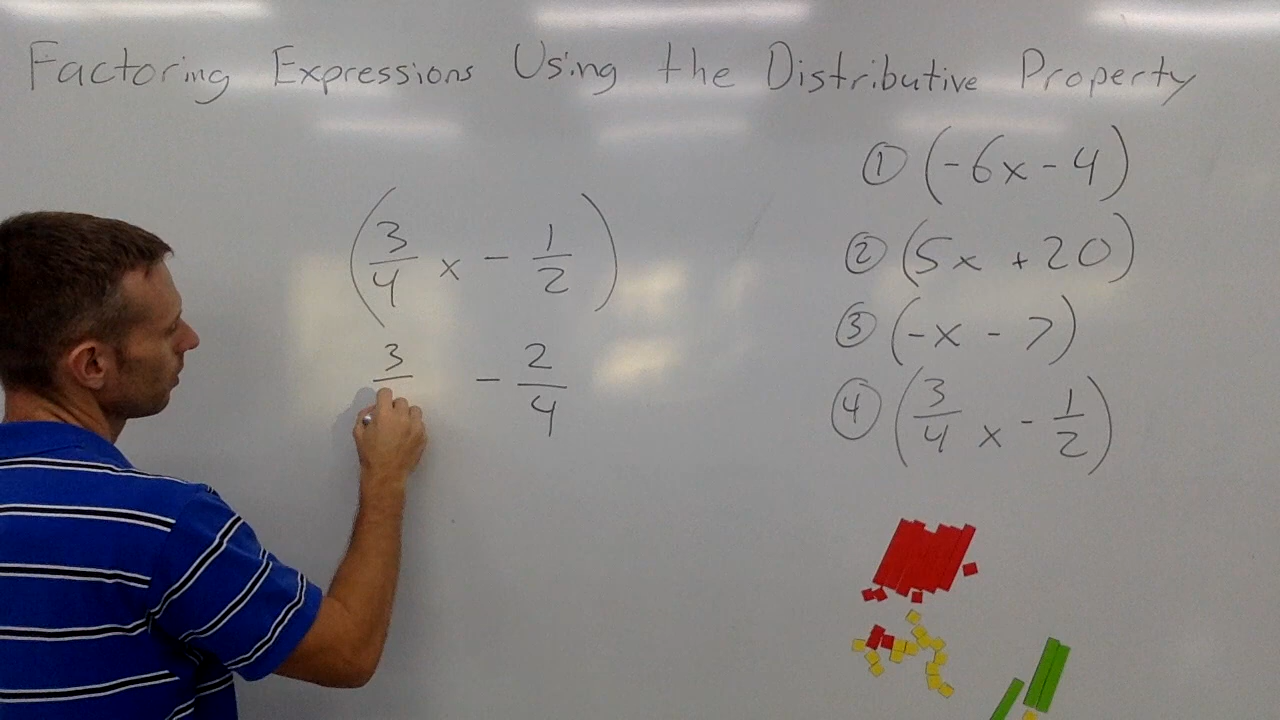 Factoring Expressions Using the Distributive Property
(3/4 x - 1/2)
3/ - 2/4
① (-6x - 4)
② (5x + 20)
③ (-x - 7)
④ (3/4 x - 1/2)